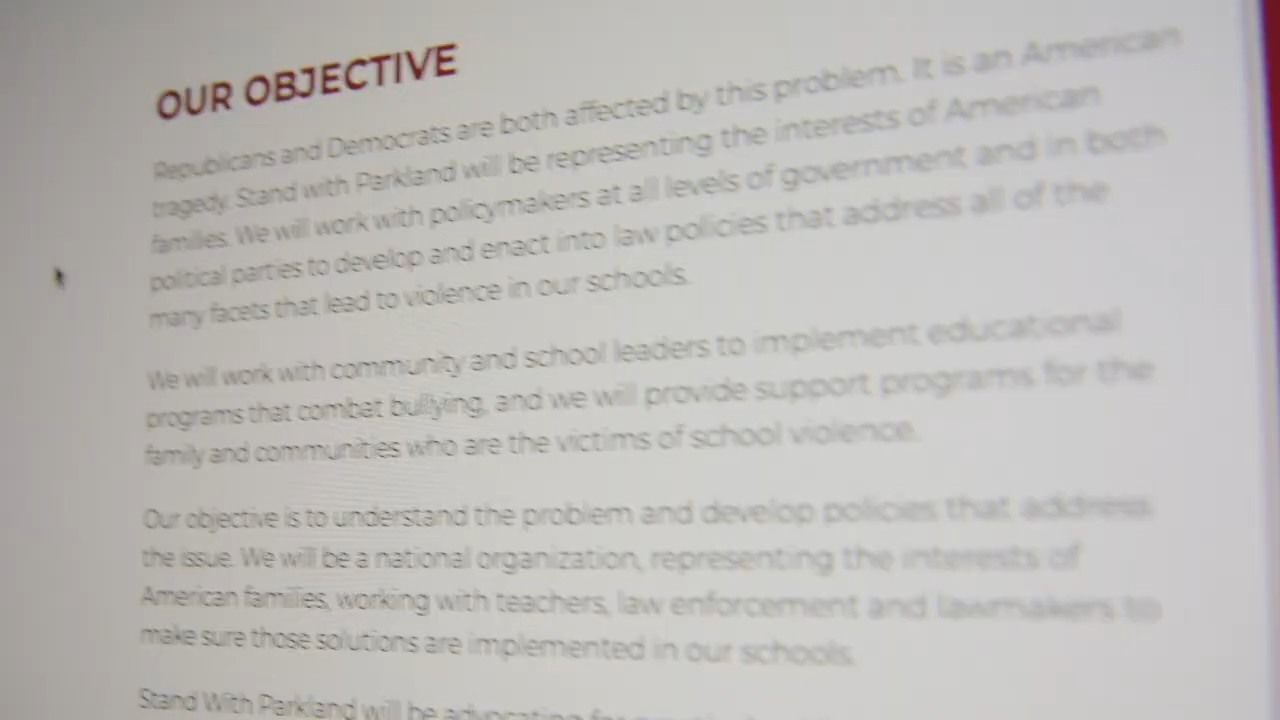 OUR OBJECTIVE
Republicans and Democrats are both affected by this problem. It is an American
tragedy. Stand with Parkland will be representing the interests of American
families. We will work with policymakers at all levels of government and in both
political parties to develop and enact into law policies that address all of the
many facets that lead to violence in our schools.
We will work with community and school leaders to implement educational
programs that combat bullying, and we will provide support programs for the
family and communities who are the victims of school violence.
Our objective is to understand the problem and develop policies that address
the issue. We will be a national organization, representing the interests of
American families, working with teachers, law enforcement and lawmakers to
make sure those solutions are implemented in our schools.
Stand With Parkland will be advocating for